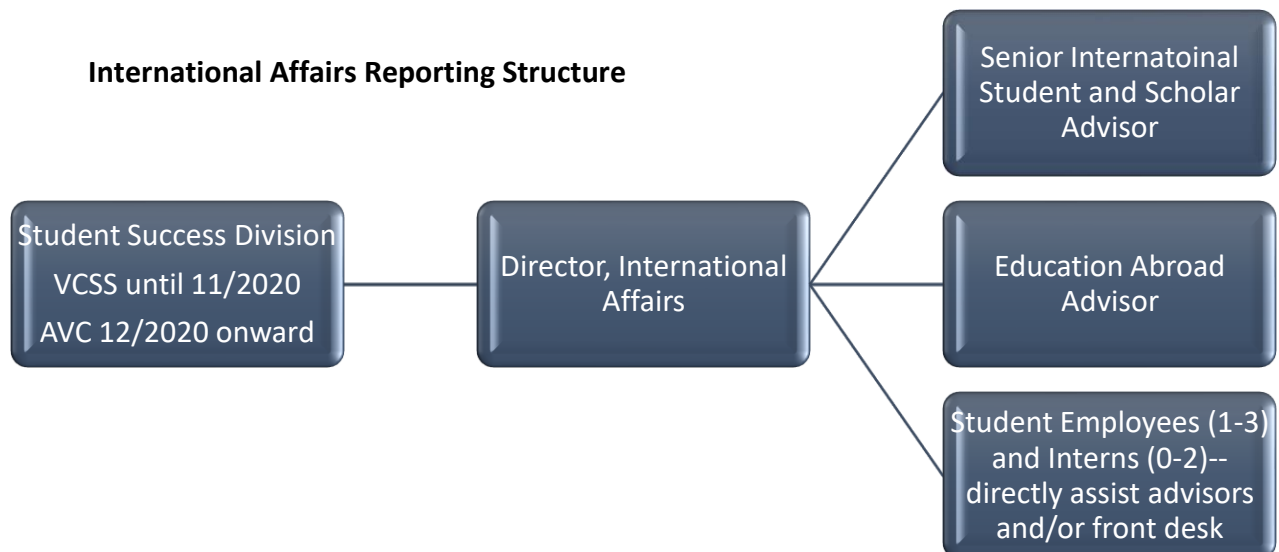 International Affairs Reporting Structure
Student Success Division
VCSS until 11/2020
AVC 12/2020 onward
Director, International
Affairs
Senior Internatoinal
Student and Scholar
Advisor
Education Abroad
Advisor
Student Employees (1-3)
and Interns (0-2)--
directly assist advisors
and/or front desk